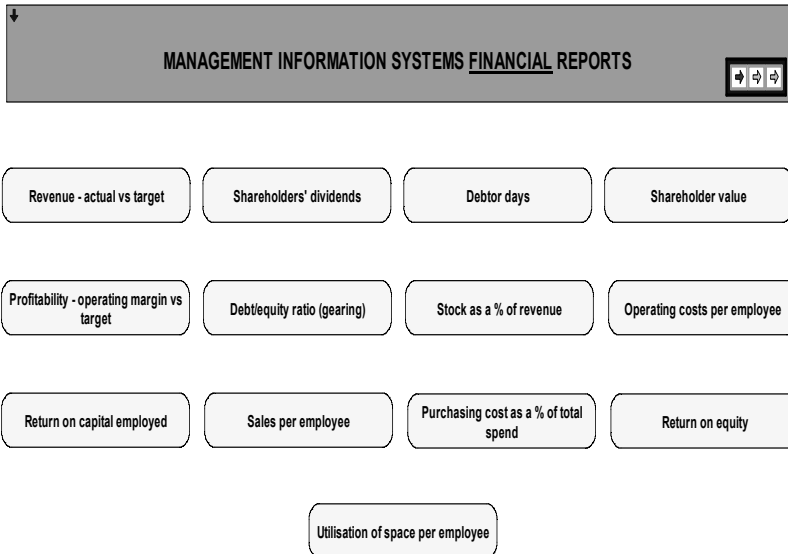 MANAGEMENT INFORMATION SYSTEMS FINANCIAL REPORTS
Revenue - actual vs target
Shareholders' dividends
Debtor days
Shareholder value
Profitability - operating margin vs
target
Debt/equity ratio (gearing)
Stock as a % of revenue
Operating costs per employee
Return on capital employed
Sales per employee
Purchasing cost as a % of total
spend
Return on equity
Utilisation of space per employee